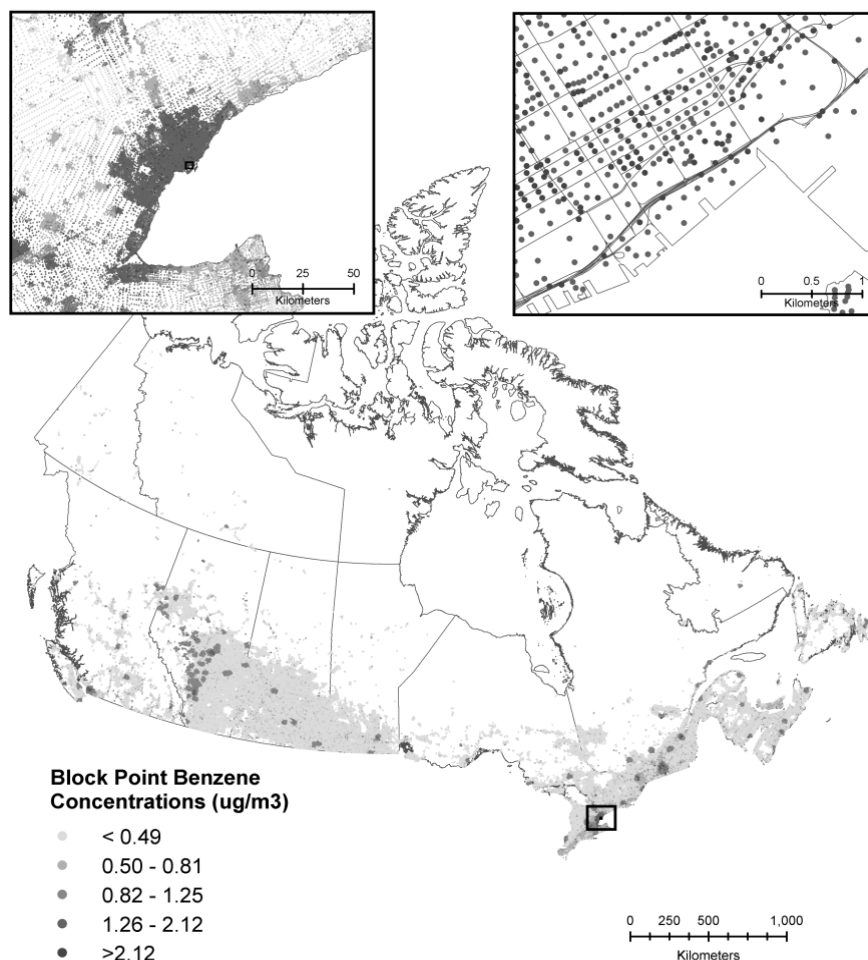 0 25 50
Kilometers
0 0.5 1
Kilometers
Block Point Benzene
Concentrations (ug/m3)
< 0.49
0.50 - 0.81
0.82 - 1.25
1.26 - 2.12
>2.12
0 250 500 1,000
Kilometers